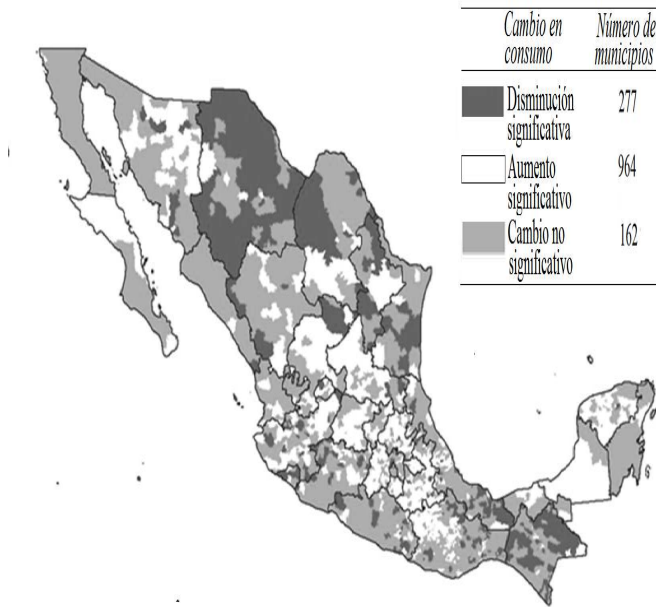 Cambio en Número de
consumo municipios
Disminución 277
significativa
Aumento 964
significativo
Cambio no 162
significativo